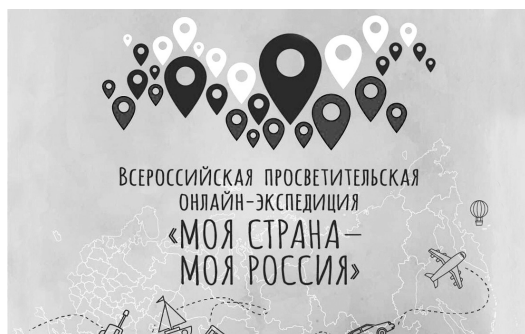 ВСЕРОССИЙСКАЯ ПРОСВЕТИТЕЛЬСКАЯ
ОНЛАЙН-ЭКСПЕДИЦИЯ
«МОЯ СТРАНА–
МОЯ РОССИЯ»